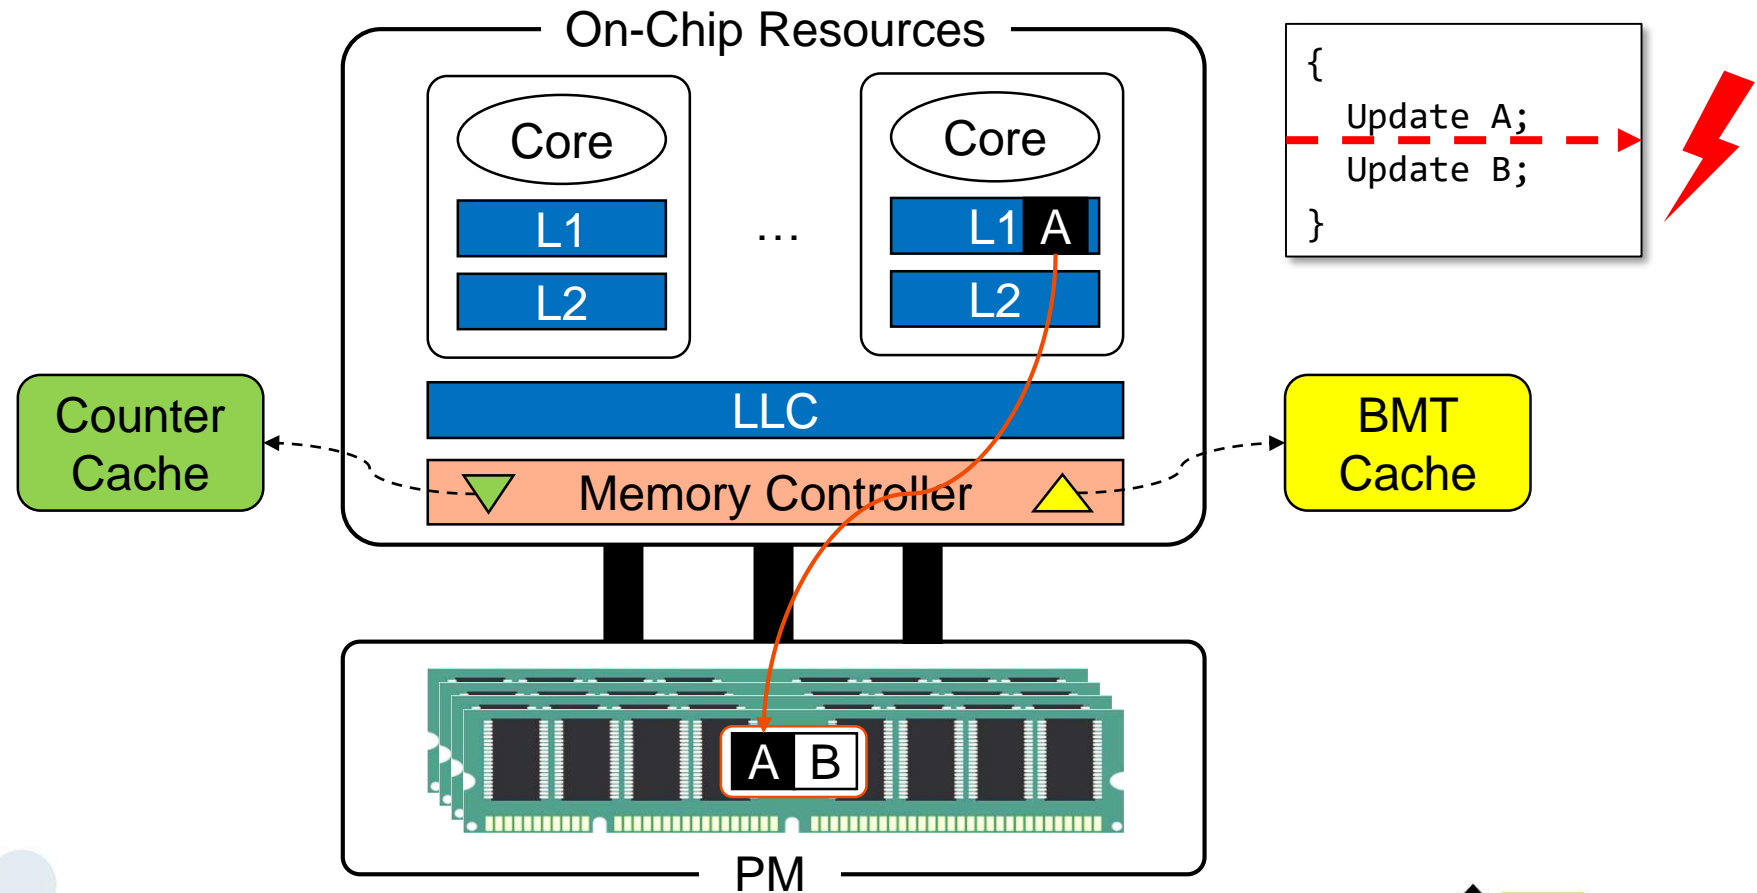 On-Chip Resources
Core
L1
L2
...
Core
L1 A
L2
{
Update A;
Update B;
}
Counter
Cache
LLC
Memory Controller
BMT
Cache
A B
PM